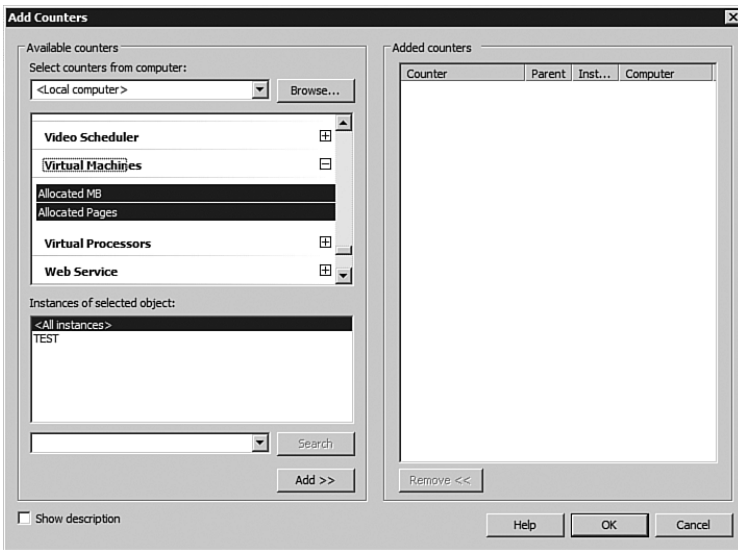 Add Counters
Available counters
Select counters from computer:
<Local computer>
Browse...
Video Scheduler
Virtual Machines
Allocated MB
Allocated Pages
Virtual Processors
Web Service
Instances of selected object:
<All instances>
TEST
Search
Add >>
Show description
Added counters
Counter Parent Inst... Computer
Remove <<
Help OK Cancel